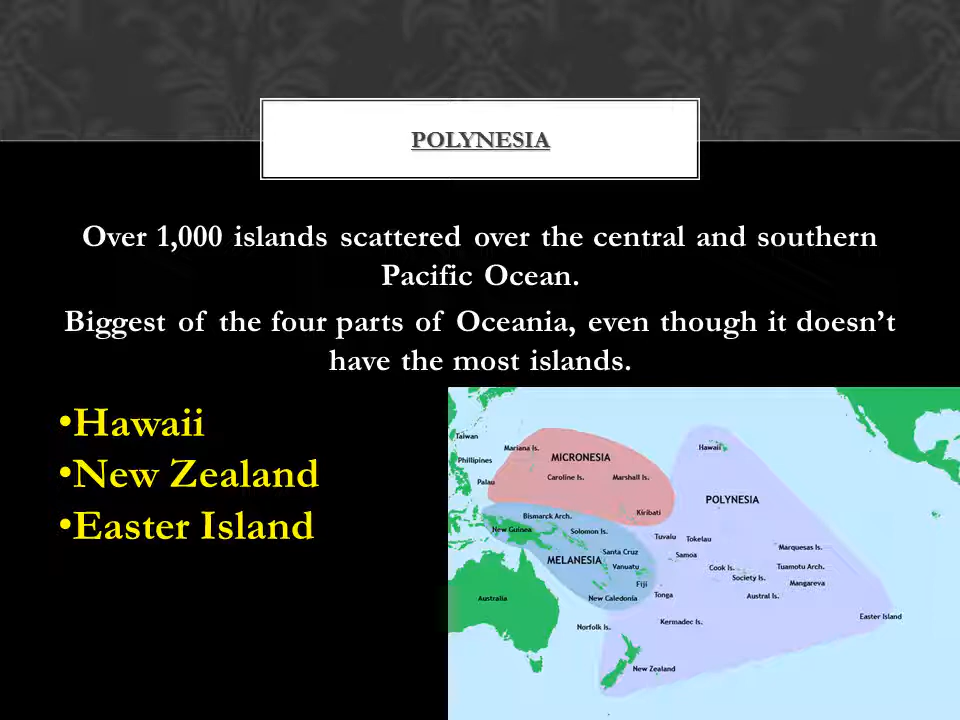 POLYNESIA
Over 1,000 islands scattered over the central and southern
Pacific Ocean.
Biggest of the four parts of Oceania, even though it doesn't
have the most islands.
•Hawaii
•New Zealand
•Easter Island
Taiwan
Phillipines
Palau
Mariana Is.
MICRONESIA
Caroline Is.
Marshall Is.
Kiribati
Hawaii
POLYNESIA
Bismarck Arch.
New Guinea
Solomon Is.
MELANESIA
Santa Cruz
Vanuatu
Fiji
New Caledonia
Tuvalu
Tokelau
Samoa
Tonga
Cook Is.
Society Is.
Marquesas Is.
Tuamotu Arch.
Mangareva
Austral Is.
Easter Island
Australia
Norfolk Is.
Kermadec Is.
New Zealand